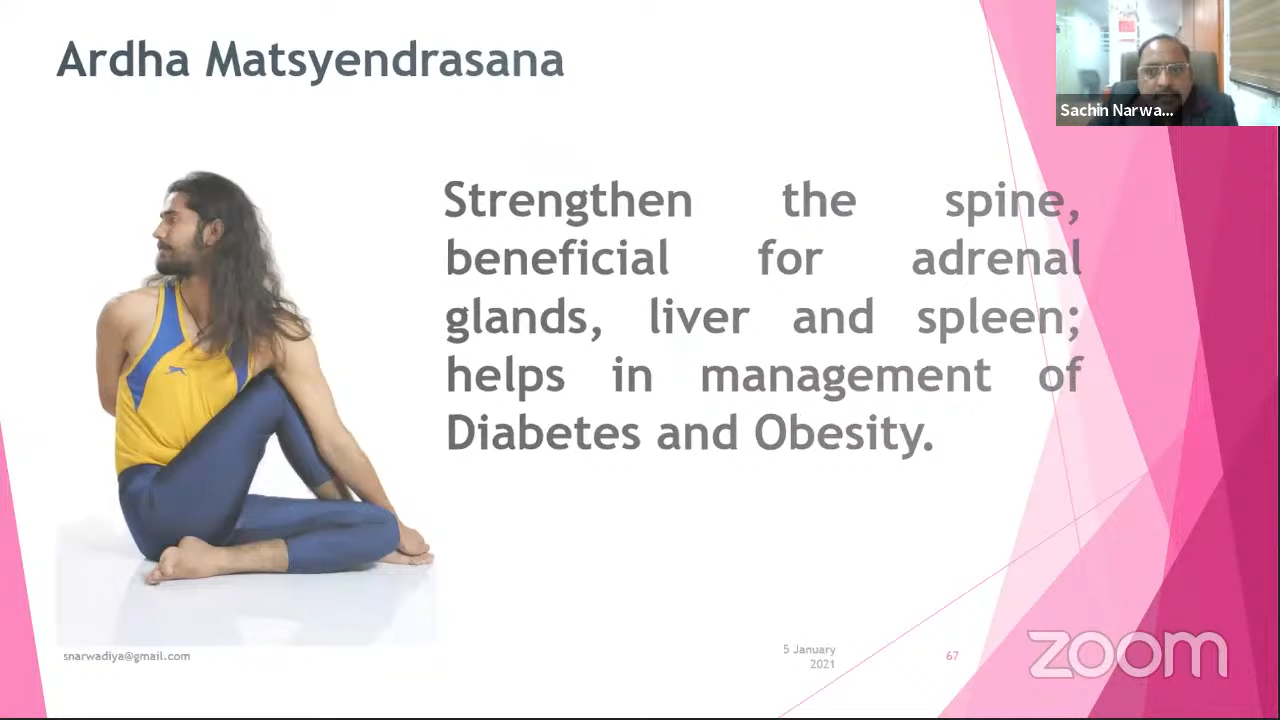 Ardha Matsyendrasana
Sachin Narwa...
Strengthen the spine,
beneficial for adrenal
glands, liver and spleen;
helps in management of
Diabetes and Obesity.
snarwadiya@gmail.com
5 January
2021
67
zoom